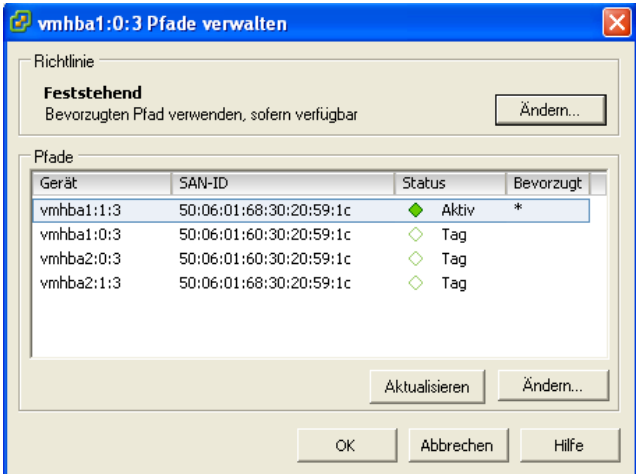 vmhba1:0:3 Pfade verwalten
Richtlinie
Feststehend
Bevorzugten Pfad verwenden, sofern verfügbar
Ändern...
Pfade
Gerät SAN-ID Status Bevorzugt
vmhba1:1:3 50:06:01:68:30:20:59:1c Aktiv *
vmhba1:0:3 50:06:01:60:30:20:59:1c Tag
vmhba2:0:3 50:06:01:60:30:20:59:1c Tag
vmhba2:1:3 50:06:01:68:30:20:59:1c Tag
Aktualisieren Ändern...
OK Abbrechen Hilfe